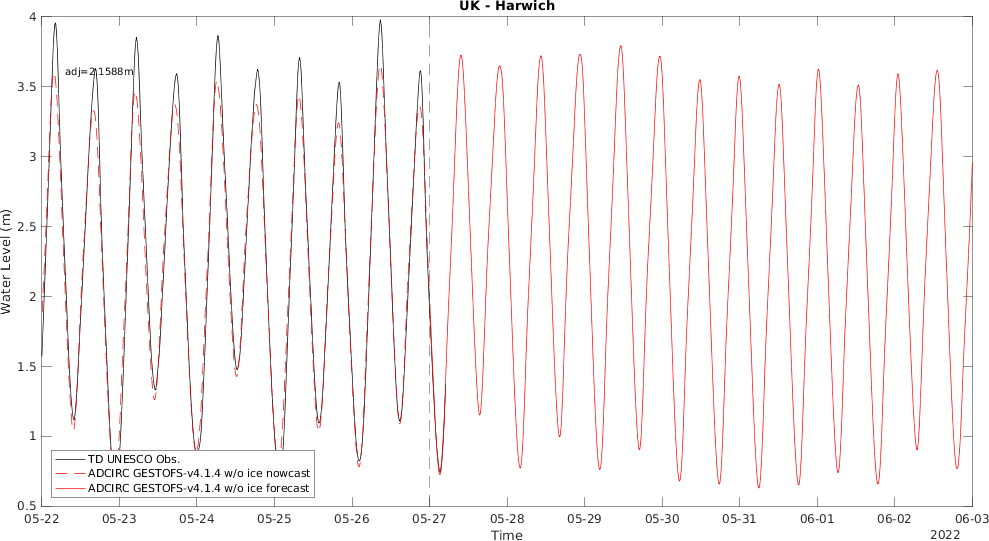 UK - Harwich
4
adj=2.1588m
3.5
3
2.5
2
1.5
1
0.5
Water Level (m)
TD UNESCO Obs.
ADCIRC GESTOFS-v4.1.4 w/o ice nowcast
ADCIRC GESTOFS-v4.1.4 w/o ice forecast
05-22 05-23 05-24 05-25 05-26 05-27 05-28 05-29 05-30 05-31 06-01 06-02 06-03
Time
2022